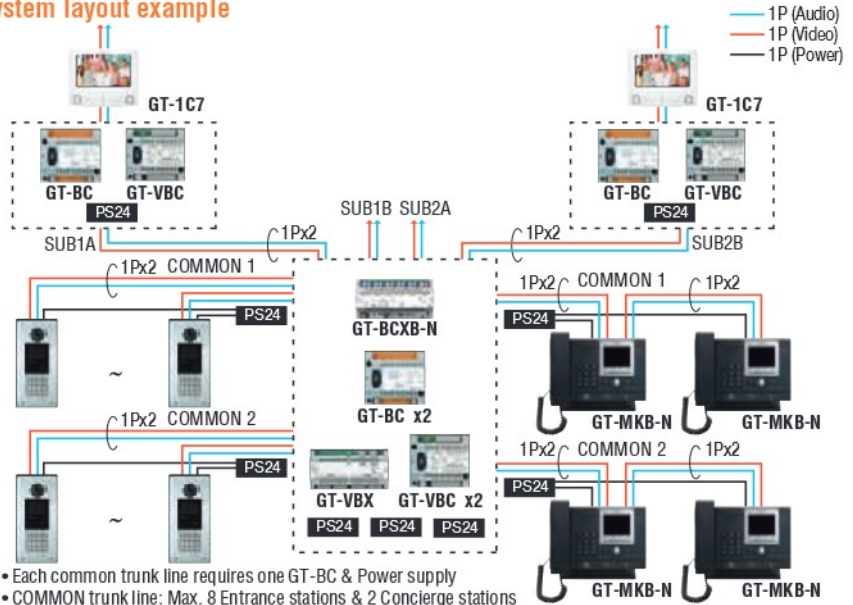 ystem layout example
1P (Audio)
1P (Video)
1P (Power)
GT-1C7
GT-1C7
GT-BC GT-VBC
PS24
GT-BC GT-VBC
PS24
SUB1A
1Px2
SUB1B SUB2A
1Px2
SUB2B
1Px2 COMMON 1
PS24
~
GT-BCXB-N
GT-BC x2
GT-VBX GT-VBC x2
PS24 PS24 PS24
1Px2 COMMON 1 1Px2
PS24
GT-MKB-N GT-MKB-N
1Px2 COMMON 2
PS24
~
1Px2 COMMON 2 1Px2
PS24
GT-MKB-N GT-MKB-N
• Each common trunk line requires one GT-BC & Power supply
• COMMON trunk line: Max. 8 Entrance stations & 2 Concierge stations